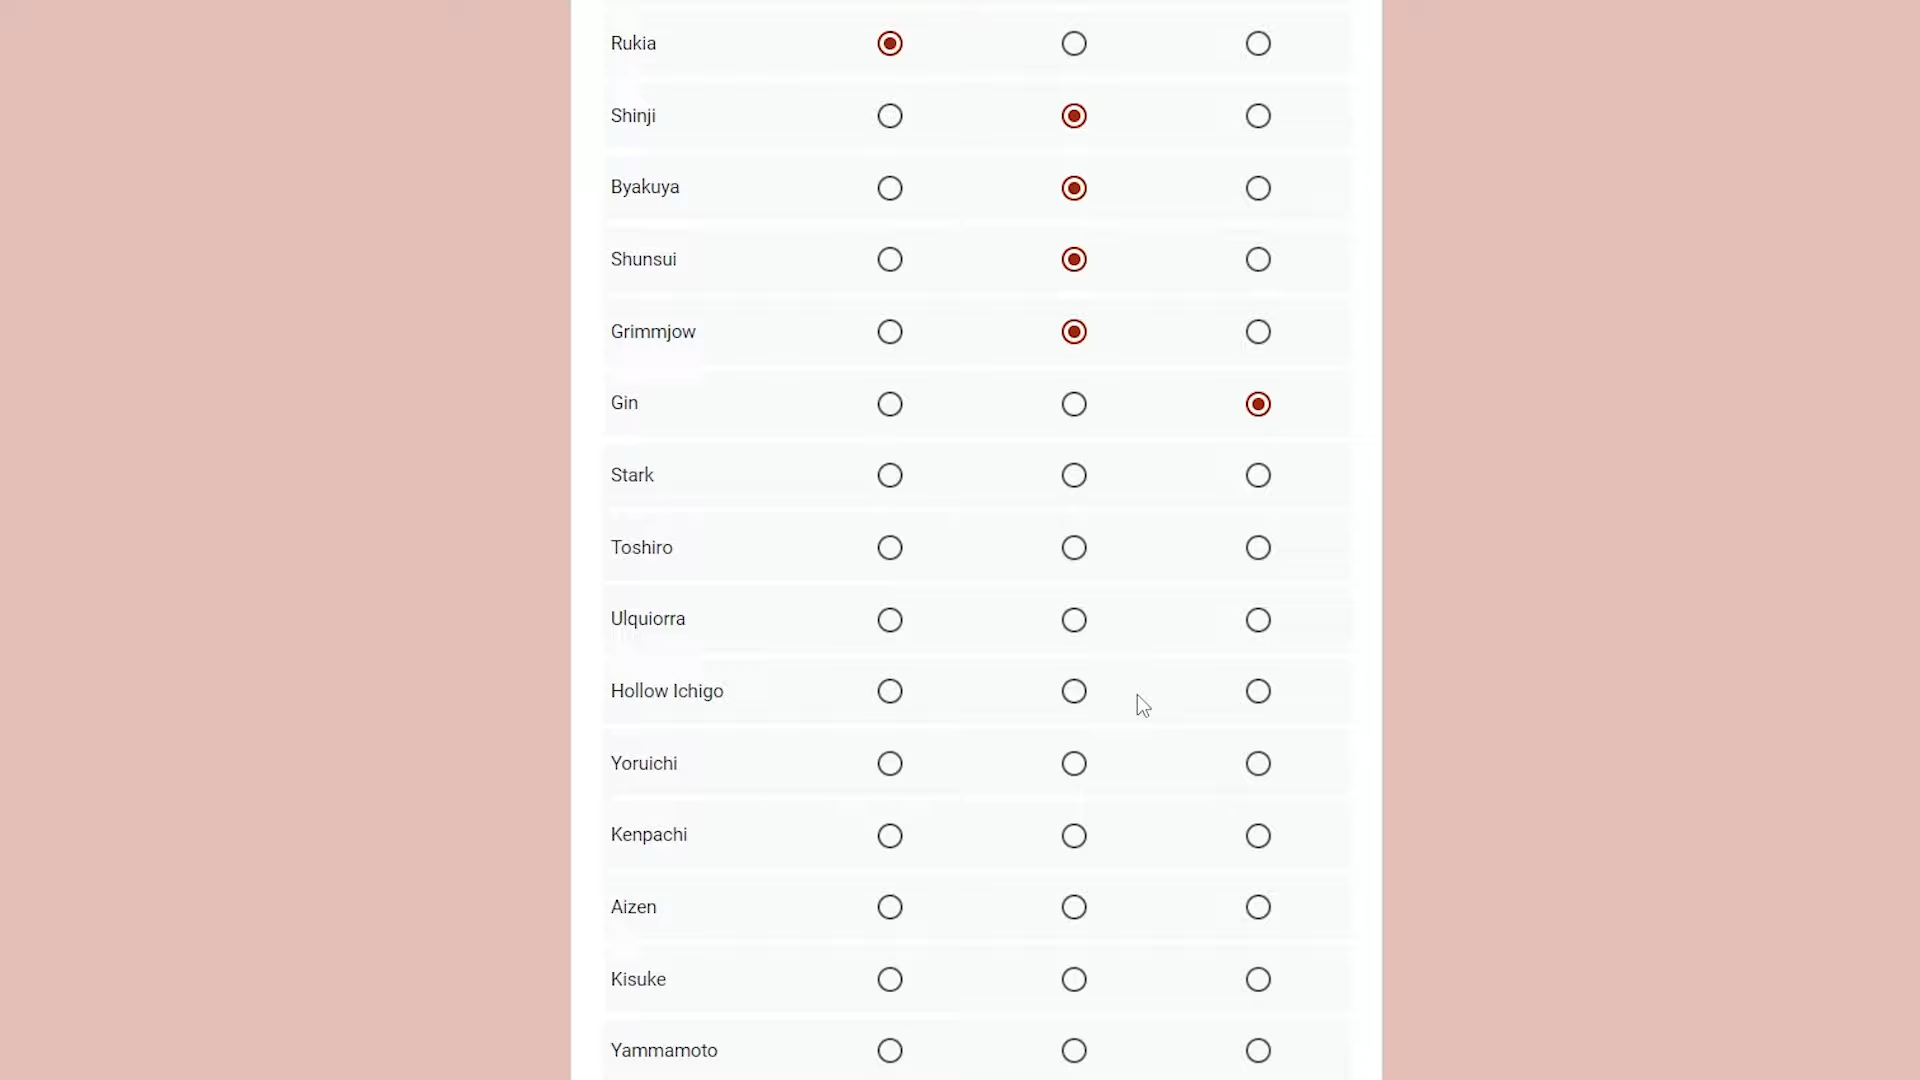 Rukia
Shinji
Byakuya
Shunsui
Grimmjow
Gin
Stark
Toshiro
Ulquiorra
Hollow Ichigo
Yoruichi
Kenpachi
Aizen
Kisuke
Yammamoto